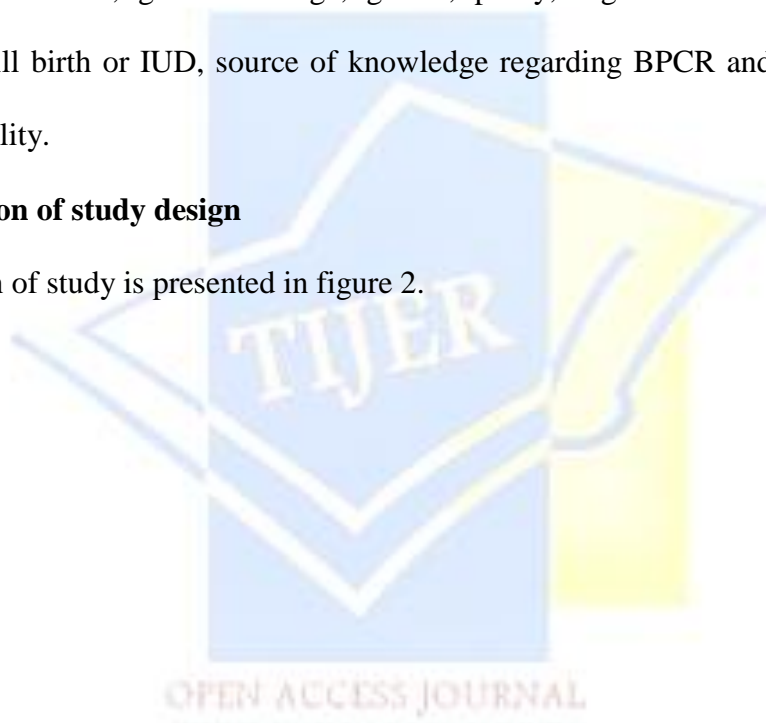 ll birth or IUD, source of knowledge regarding BPCR and
lity.
on of study design
n of study is presented in figure 2.
TIJER
OPEN ACCESS JOURNAL